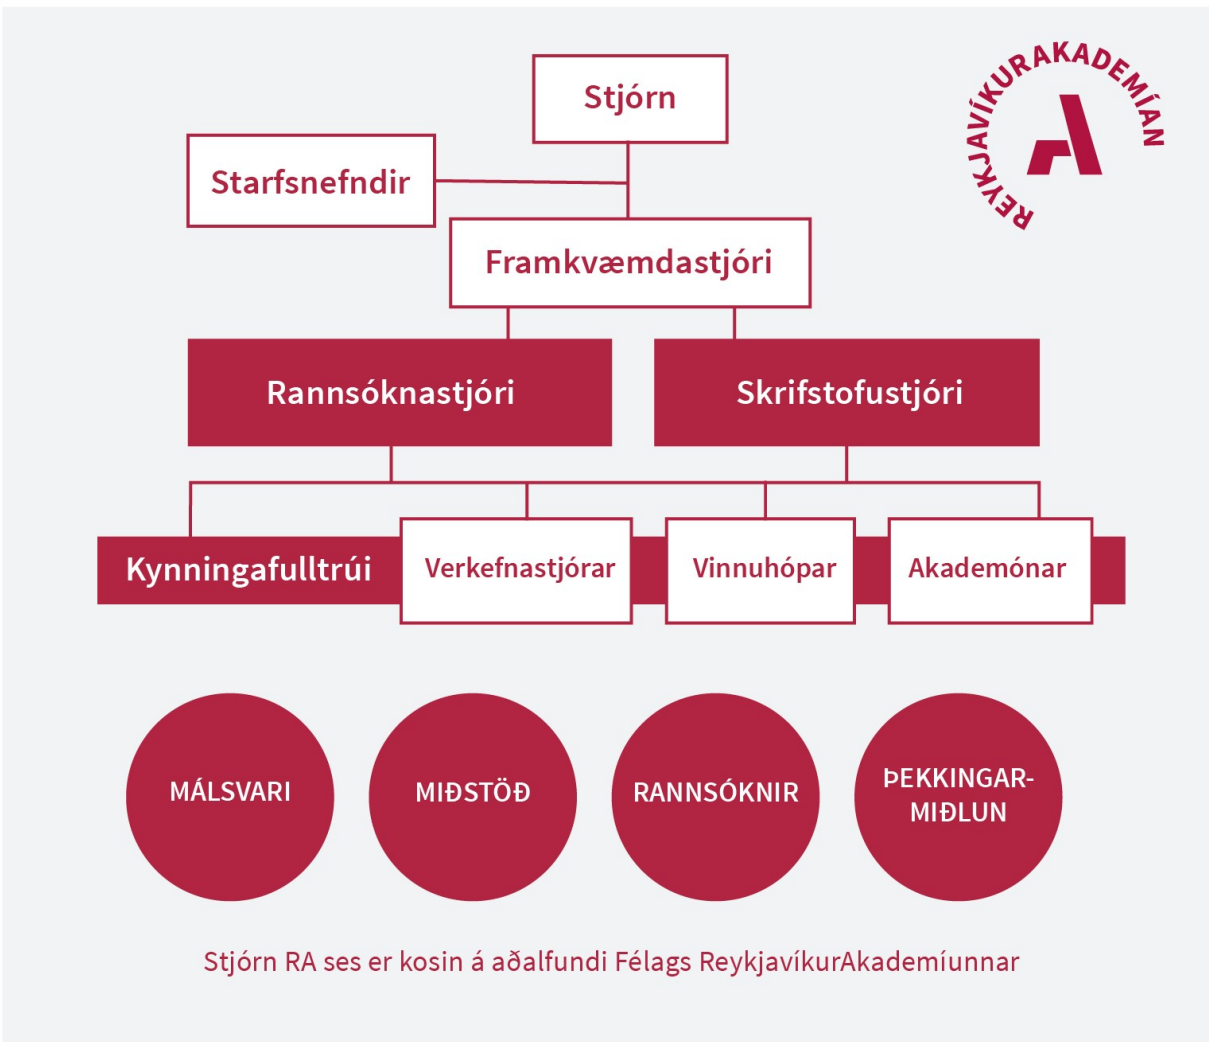 Stjórn
REYKJAVÍKURAKADEMÍAN
Starfsnefndir
Framkvæmdastjóri
Rannsóknastjóri
Skrifstofustjóri
Kynningafulltrúi
Verkefnastjórar
Vinnuhópar
Akademónar
MÁLSVARI
MIÐSTÖÐ
RANNSÓKNIR
ÞEKKINGAR-
MIÐLUN
Stjórn RA ses er kosin á aðalfundi Félags ReykjavíkurAkademíunnar